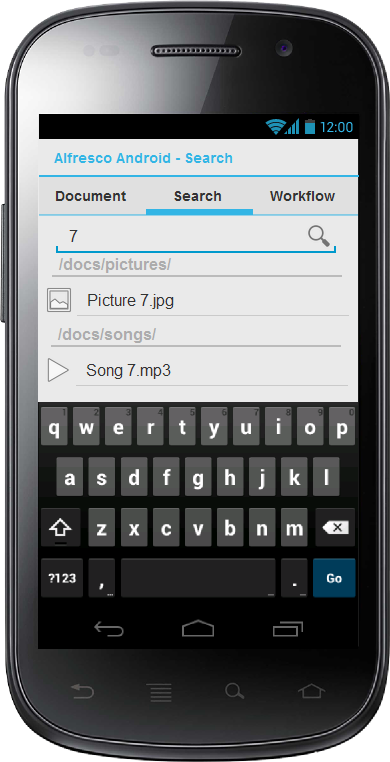 12:00
Alfresco Android - Search
Document Search Workflow
7
/docs/pictures/
Picture 7.jpg
/docs/songs/
Song 7.mp3
1 2 3 4 5 6 7 8 9 0
q w e r t y u i o p
a s d f g h j k l
z x c v b n m
?123 , ... ... . ... Go